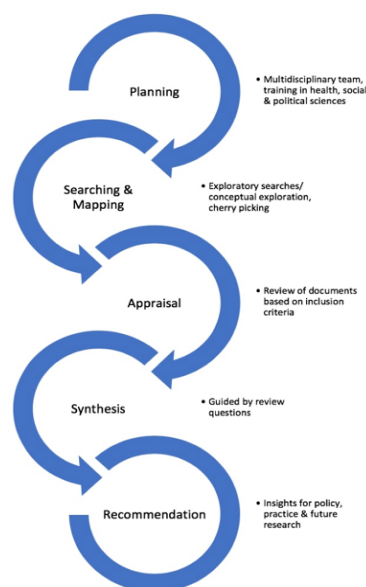 Planning
• Multidisciplinary team,
training in health, social
& political sciences
Searching &
Mapping
• Exploratory searches/
conceptual exploration,
cherry picking
Appraisal
• Review of documents
based on inclusion
criteria
Synthesis
• Guided by review
questions
Recommendation
• Insights for policy,
practice & future
research